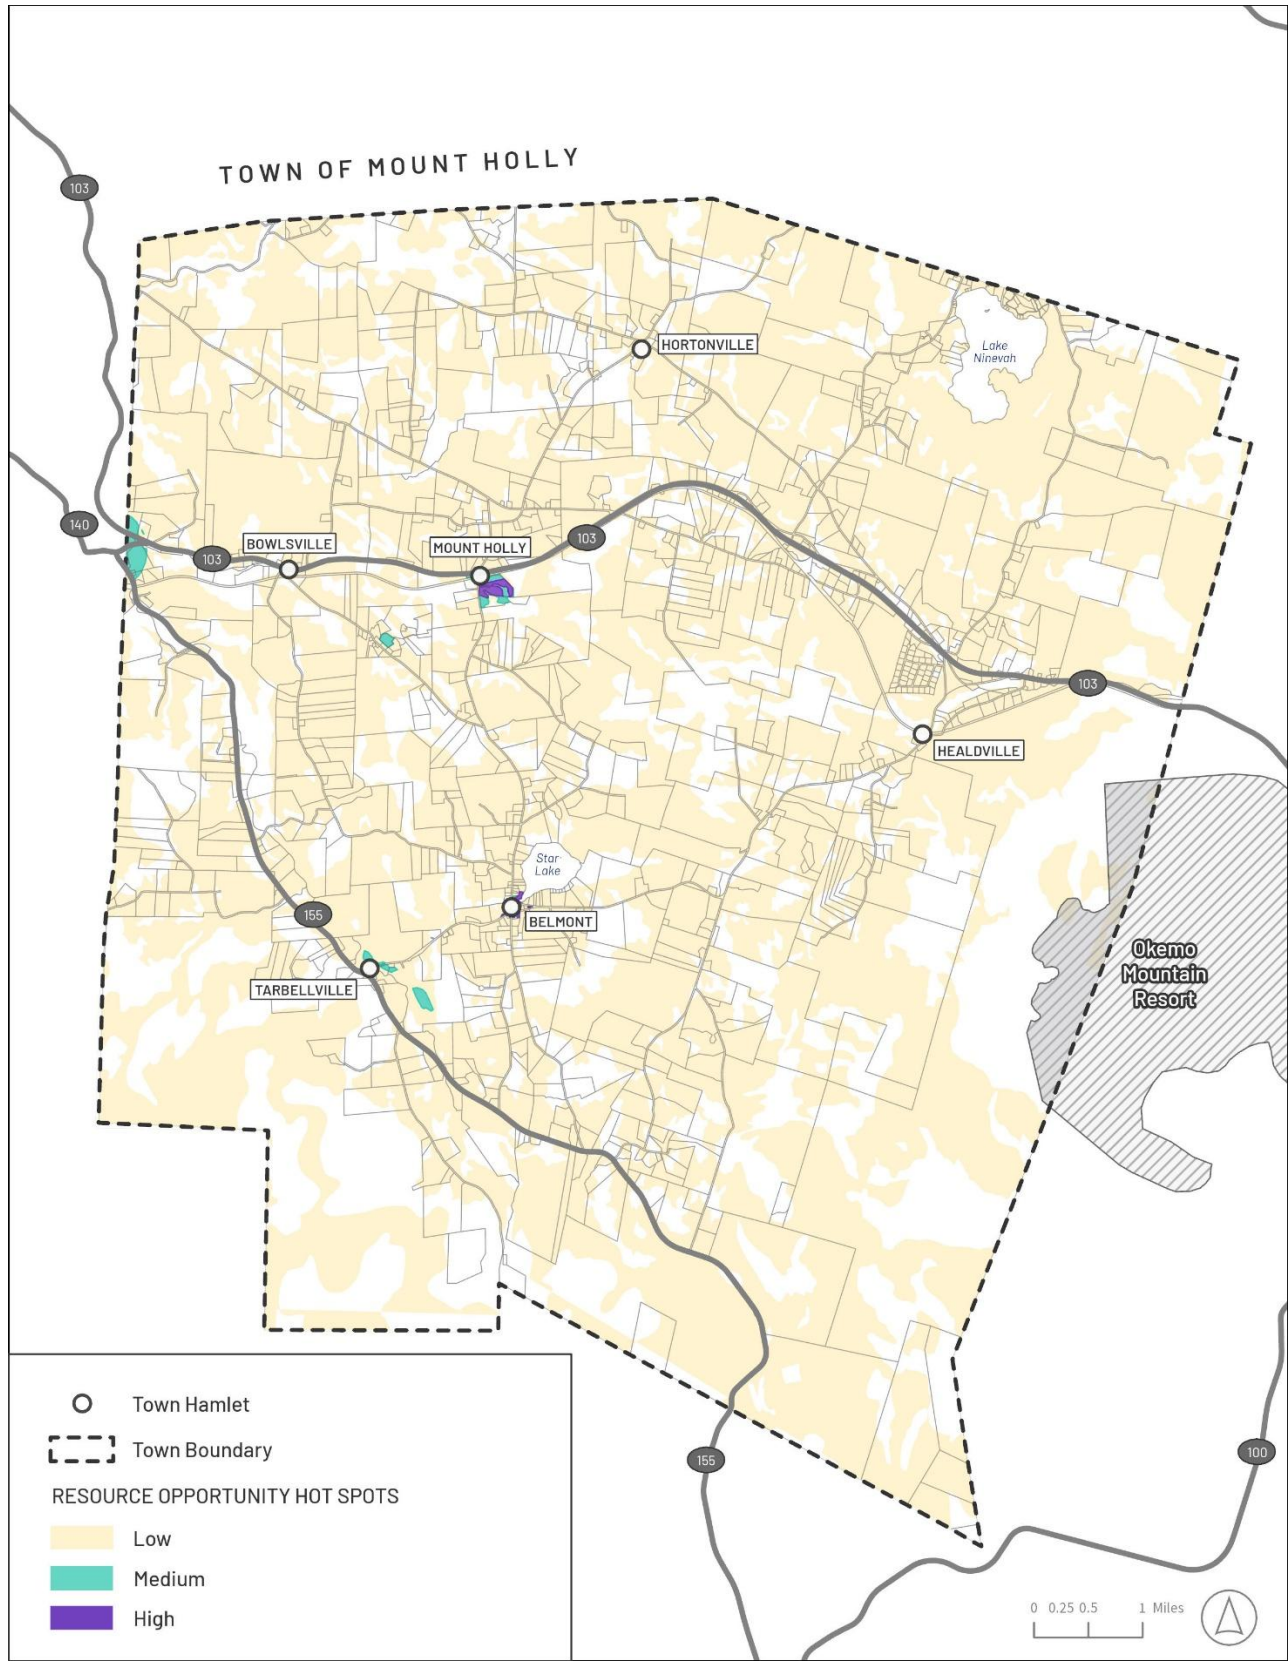 TOWN OF MOUNT HOLLY
103
HORTONVILLE
Lake
Ninevah
140
103
BOWLSVILLE
MOUNT HOLLY
103
103
HEALDVILLE
Star
Lake
155
BELMONT
TARBELLVILLE
Okemo
Mountain
Resort
Town Hamlet
Town Boundary
RESOURCE OPPORTUNITY HOT SPOTS
Low
Medium
High
155
100
0 0.25 0.5 1 Miles